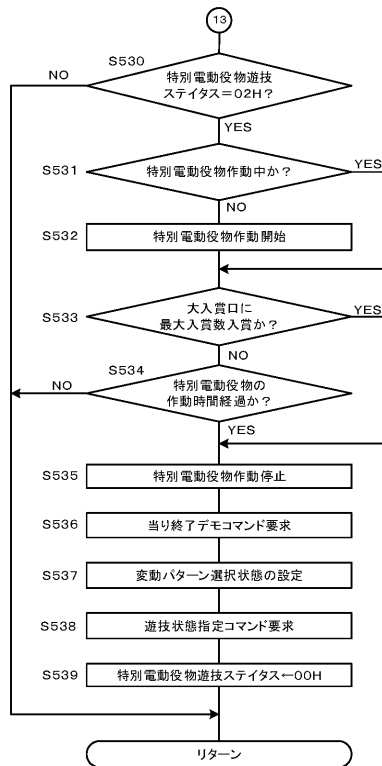 13
S530
NO
特別電動役物遊技
ステイタス＝02H？
YES
S531
特別電動役物作動中か？
YES
NO
S532
特別電動役物作動開始
S533
大入賞口に
最大入賞数入賞か？
YES
NO
S534
NO
特別電動役物の
作動時間経過か？
YES
S535
特別電動役物作動停止
S536
当り終了デモコマンド要求
S537
変動パターン選択状態の設定
S538
遊技状態指定コマンド要求
S539
特別電動役物遊技ステイタス←00H
リターン